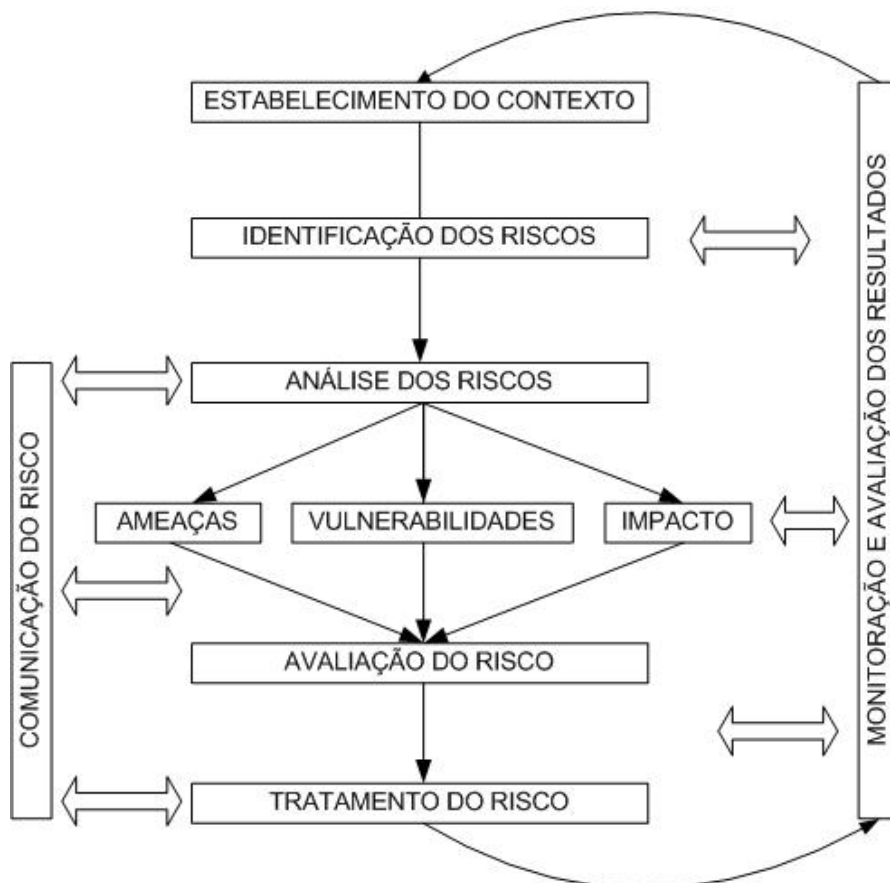 ESTABELECIMENTO DO CONTEXTO
IDENTIFICAÇÃO DOS RISCOS
ANÁLISE DOS RISCOS
AMEAÇAS
VULNERABILIDADES
IMPACTO
AVALIAÇÃO DO RISCO
TRATAMENTO DO RISCO
COMUNICAÇÃO DO RISCO
MONITORAÇÃO E AVALIAÇÃO DOS RESULTADOS